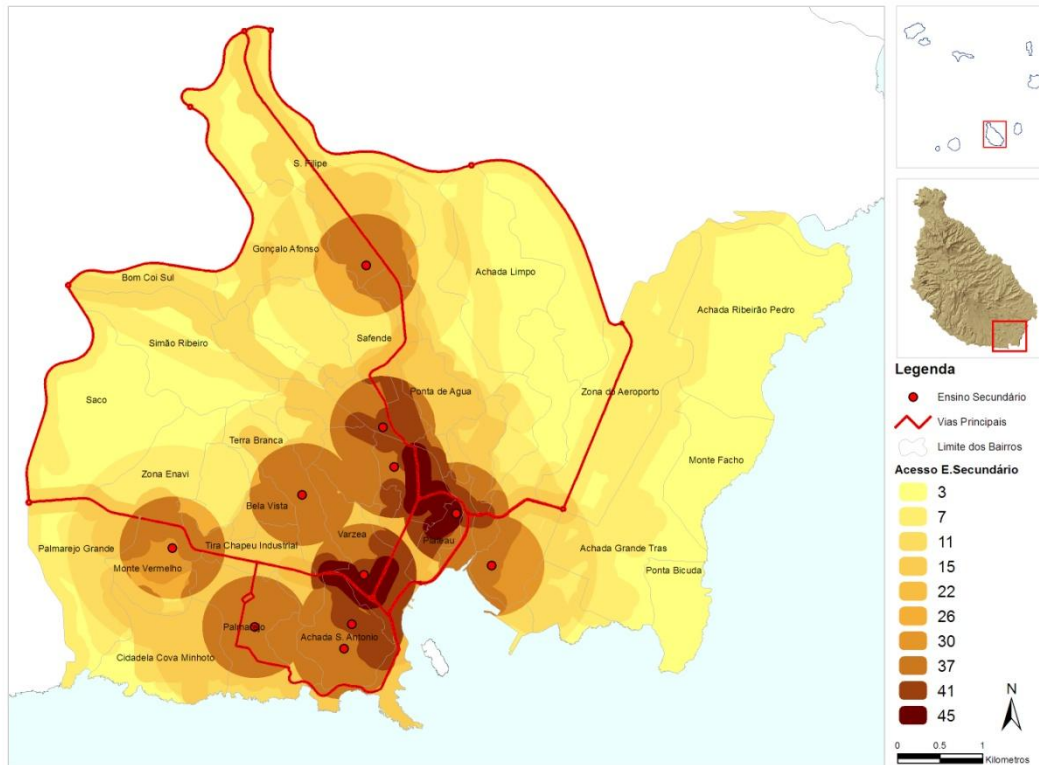 S. Filipe
Gonçalo Afonso
Bom Coi Sul
Achada Limpo
Achada Ribeirão Pedro
Simão Ribeiro
Safende
Saco
Ponta de Agua
Zona do Aeroporto
Terra Branca
Monte Facho
Zona Enavi
Bela Vista
Varzea
Plateau
Palmarejo Grande
Tira Chapeu Industrial
Achada Grande Tras
Monte Vermelho
Ponta Bicuda
Palmarejo
Achada S. Antonio
Cidadela Cova Minhoto
Legenda
Ensino Secundário
Vias Principais
Limite dos Bairros
Acesso E.Secundário
3
7
11
15
22
26
30
37
41
45
N
0 0.5 1
Kilometros